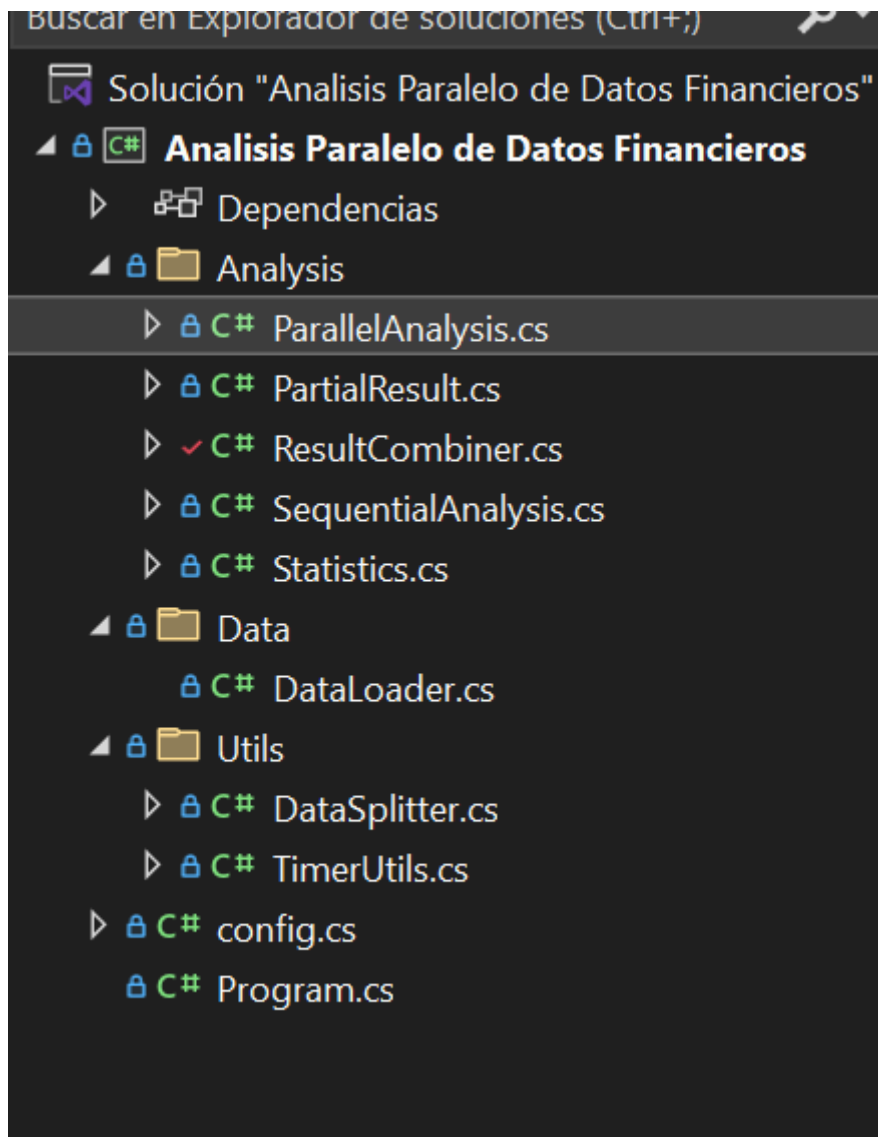 Buscar en Explorador de soluciones (Ctrl+;)
Solución "Analisis Paralelo de Datos Financieros"
C# Analisis Paralelo de Datos Financieros
Dependencias
Analysis
C# ParallelAnalysis.cs
C# PartialResult.cs
C# ResultCombiner.cs
C# SequentialAnalysis.cs
C# Statistics.cs
Data
C# DataLoader.cs
Utils
C# DataSplitter.cs
C# TimerUtils.cs
C# config.cs
C# Program.cs